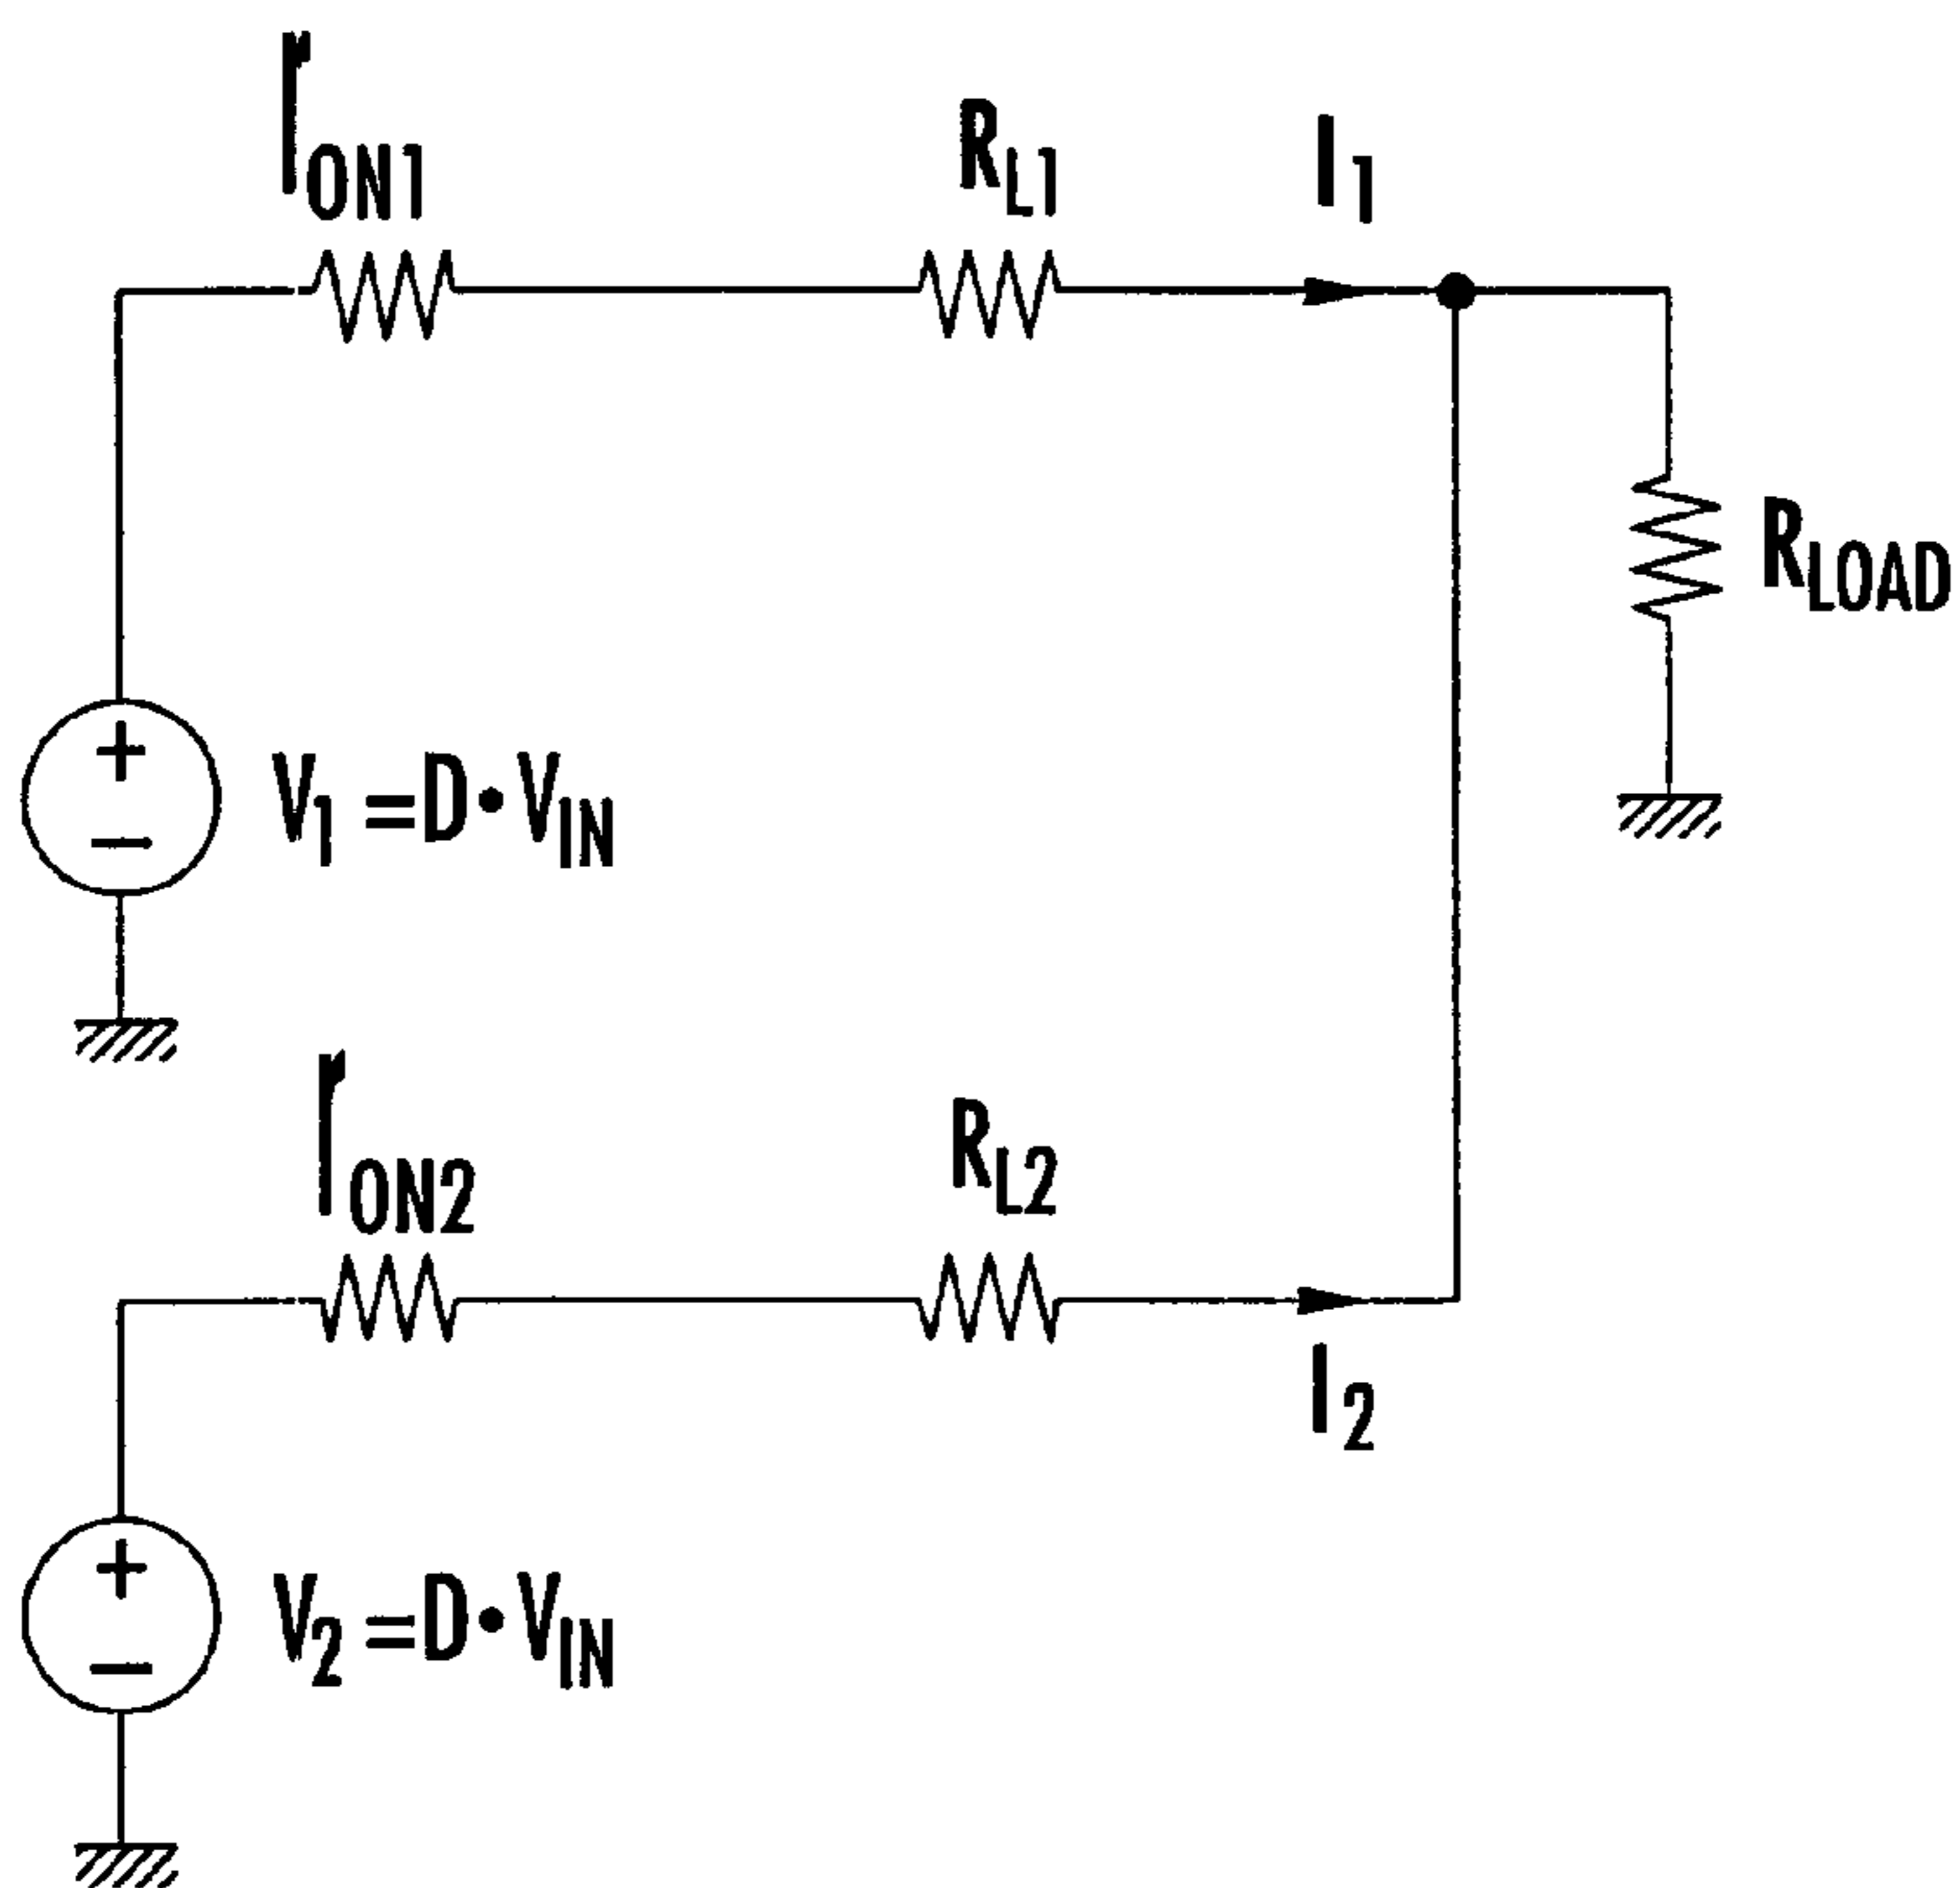 rON1
RL1
I1
RLOAD
+
−
V1 = D • VIN
rON2
RL2
I2
+
−
V2 = D • VIN